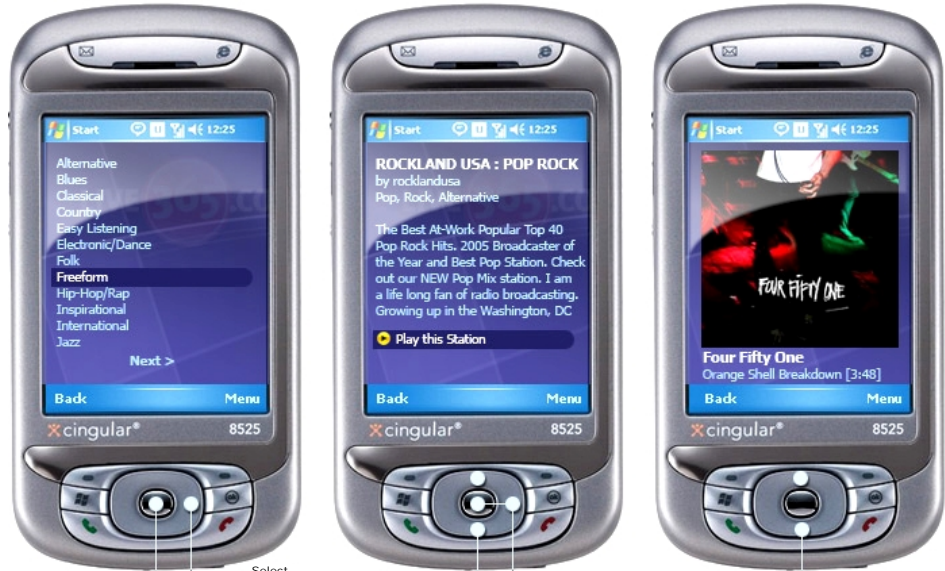 Start 12:25
Alternative
Blues
Classical
Country
Easy Listening
Electronic/Dance
Folk
Freeform
Hip-Hop/Rap
Inspirational
International
Jazz
Next >
Back Menu
cingular® 8525
Select
Start 12:25
ROCKLAND USA : POP ROCK
by rocklandusa
Pop, Rock, Alternative
The Best At-Work Popular Top 40
Pop Rock Hits. 2005 Broadcaster of
the Year and Best Pop Station. Check
out our NEW Pop Mix station. I am
a life long fan of radio broadcasting.
Growing up in the Washington, DC
Play this Station
Back Menu
cingular® 8525
Start 12:25
FOUR FIFTY ONE
Four Fifty One
Orange Shell Breakdown [3:48]
Back Menu
cingular® 8525